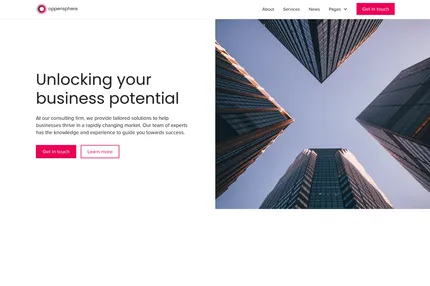 oppensphere
About Services News Pages Get in touch
Unlocking your
business potential
At our consulting firm, we provide tailored solutions to help
businesses thrive in a rapidly changing market. Our team of experts
has the knowledge and experience to guide you towards success.
Get in touch Learn more